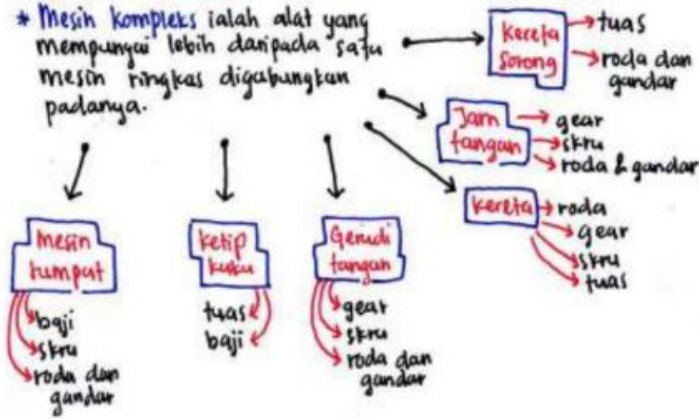 * Mesin kompleks ialah alat yang
mempunyai lebih daripada satu
mesin ringkas digabungkan
padanya.
kereta
sorong
tuas
roda dan
gandar
Jam
tangan
gear
skru
roda & gandar
kereta
roda
gear
skru
tuas
mesin
rumput
baji
skru
roda dan
gandar
ketip
kuku
tuas
baji
Gerudi
tangan
gear
skru
roda dan
gandar